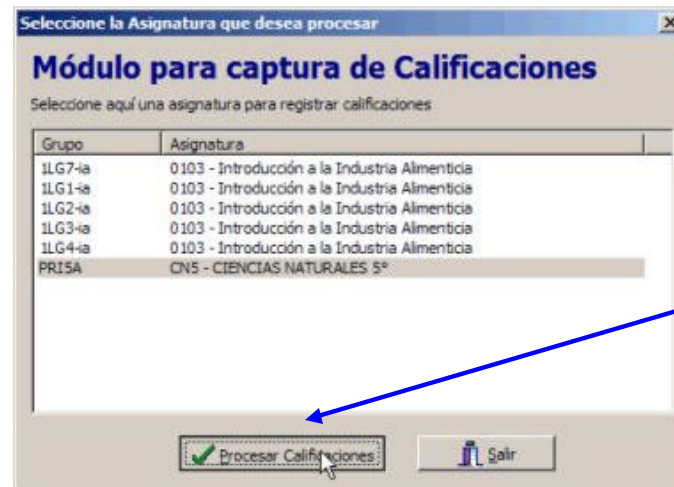 Seleccione la Asignatura que desea procesar
Módulo para captura de Calificaciones
Seleccione aquí una asignatura para registrar calificaciones
Grupo Asignatura
1LG7-ia 0103 - Introducción a la Industria Alimenticia
1LG1-ia 0103 - Introducción a la Industria Alimenticia
1LG2-ia 0103 - Introducción a la Industria Alimenticia
1LG3-ia 0103 - Introducción a la Industria Alimenticia
1LG4-ia 0103 - Introducción a la Industria Alimenticia
PRI5A CN5 - CIENCIAS NATURALES 5°
Procesar Calificaciones Salir